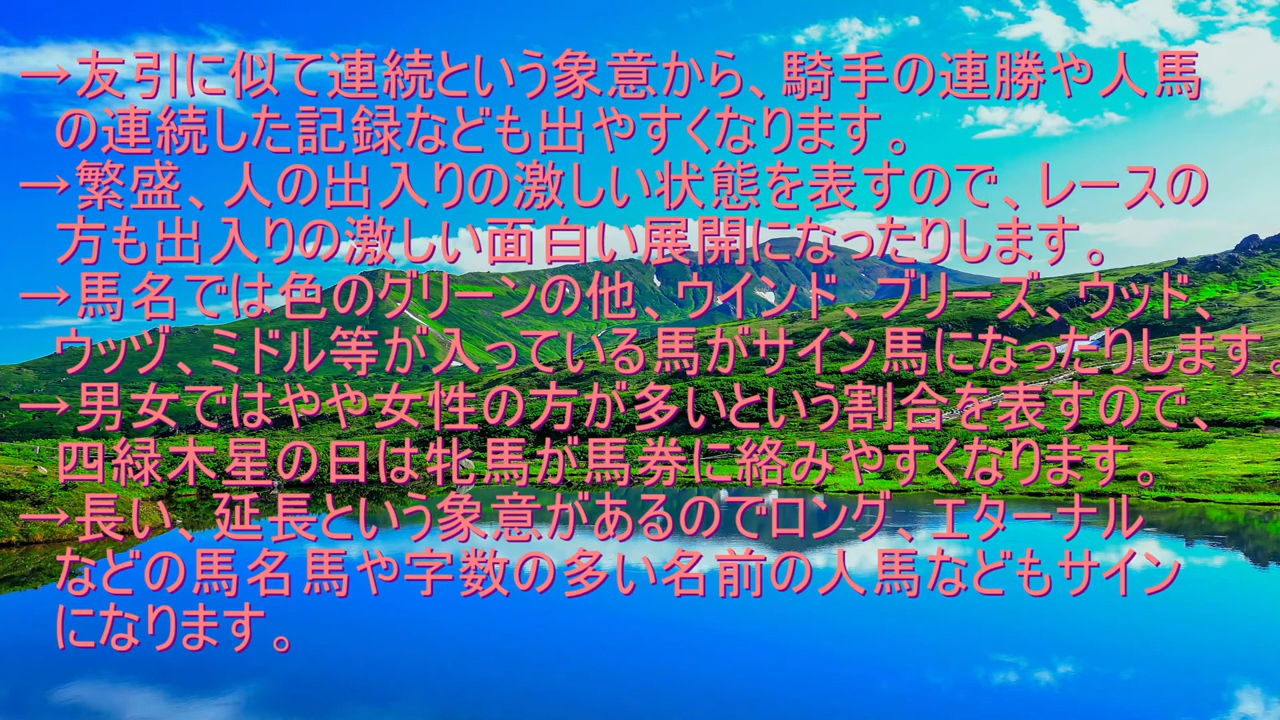 →友引に似て連続という象意から、騎手の連勝や人馬
の連続した記録なども出やすくなります。
→繁盛、人の出入りの激しい状態を表すので、レースの
方も出入りの激しい面白い展開になったりします。
→馬名では色のグリーンの他、ウインド、ブリーズ、ウッド、
ウッッヅ、ミドル等が入っている馬がサイン馬になったりします。
→男女ではやや女性の方が多いという割合を表すので、
四緑木星の日は牝馬が馬券に絡みやすくなります。
→長い、延長という象意があるのでロング、エターナル
などの馬名馬や字数の多い名前の人馬などもサイン
になります。